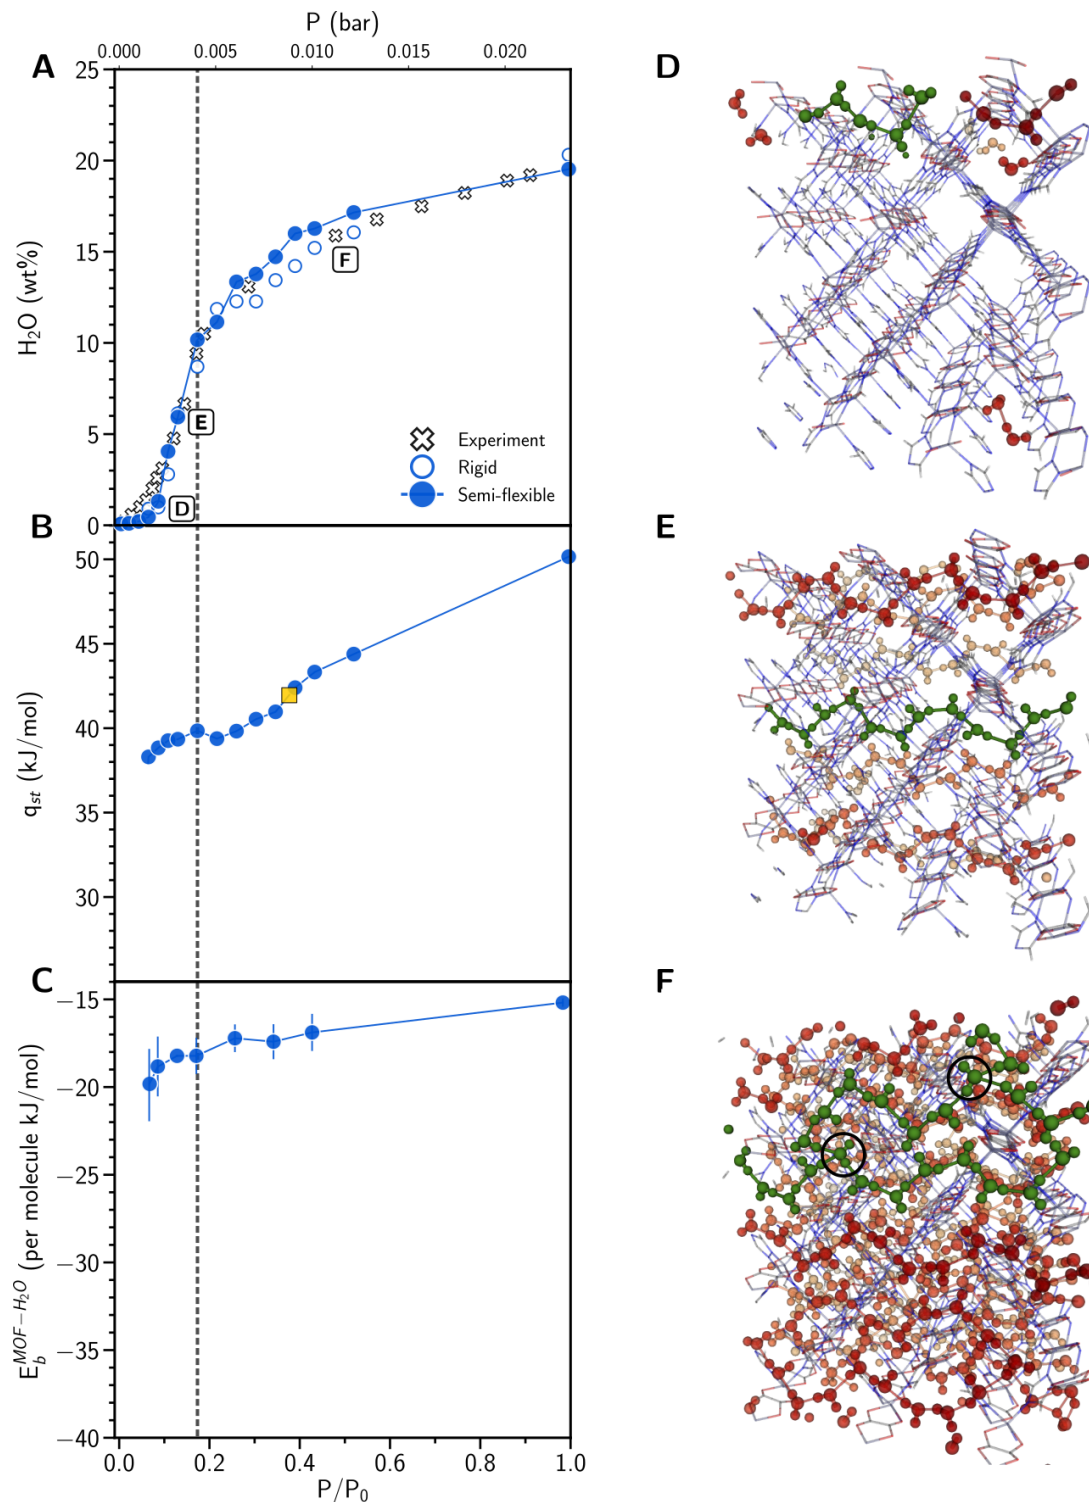 P (bar)
0.000 0.005 0.010 0.015 0.020
A
25
20
15
10
5
0
H₂O (wt%)
F
E
D
Experiment
Rigid
Semi-flexible
B
50
45
40
35
30
q_st (kJ/mol)
C
−15
−20
−25
−30
−35
−40
E_b^{MOF−H₂O} (per molecule kJ/mol)
0.0 0.2 0.4 0.6 0.8 1.0
P/P₀
D
E
F